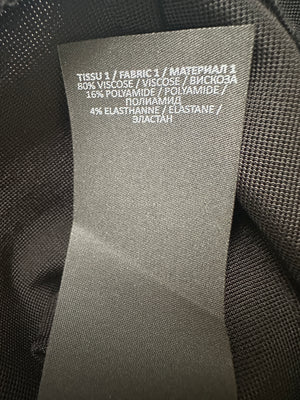 TISSU 1 / FABRIC 1 / МАТЕРИАЛ 1
80% VISCOSE / VISCOSE / ВИСКОЗА
16% POLYAMIDE / POLYAMIDE /
ПОЛИАМИД
4% ELASTHANNE / ELASTANE /
ЭЛАСТАН